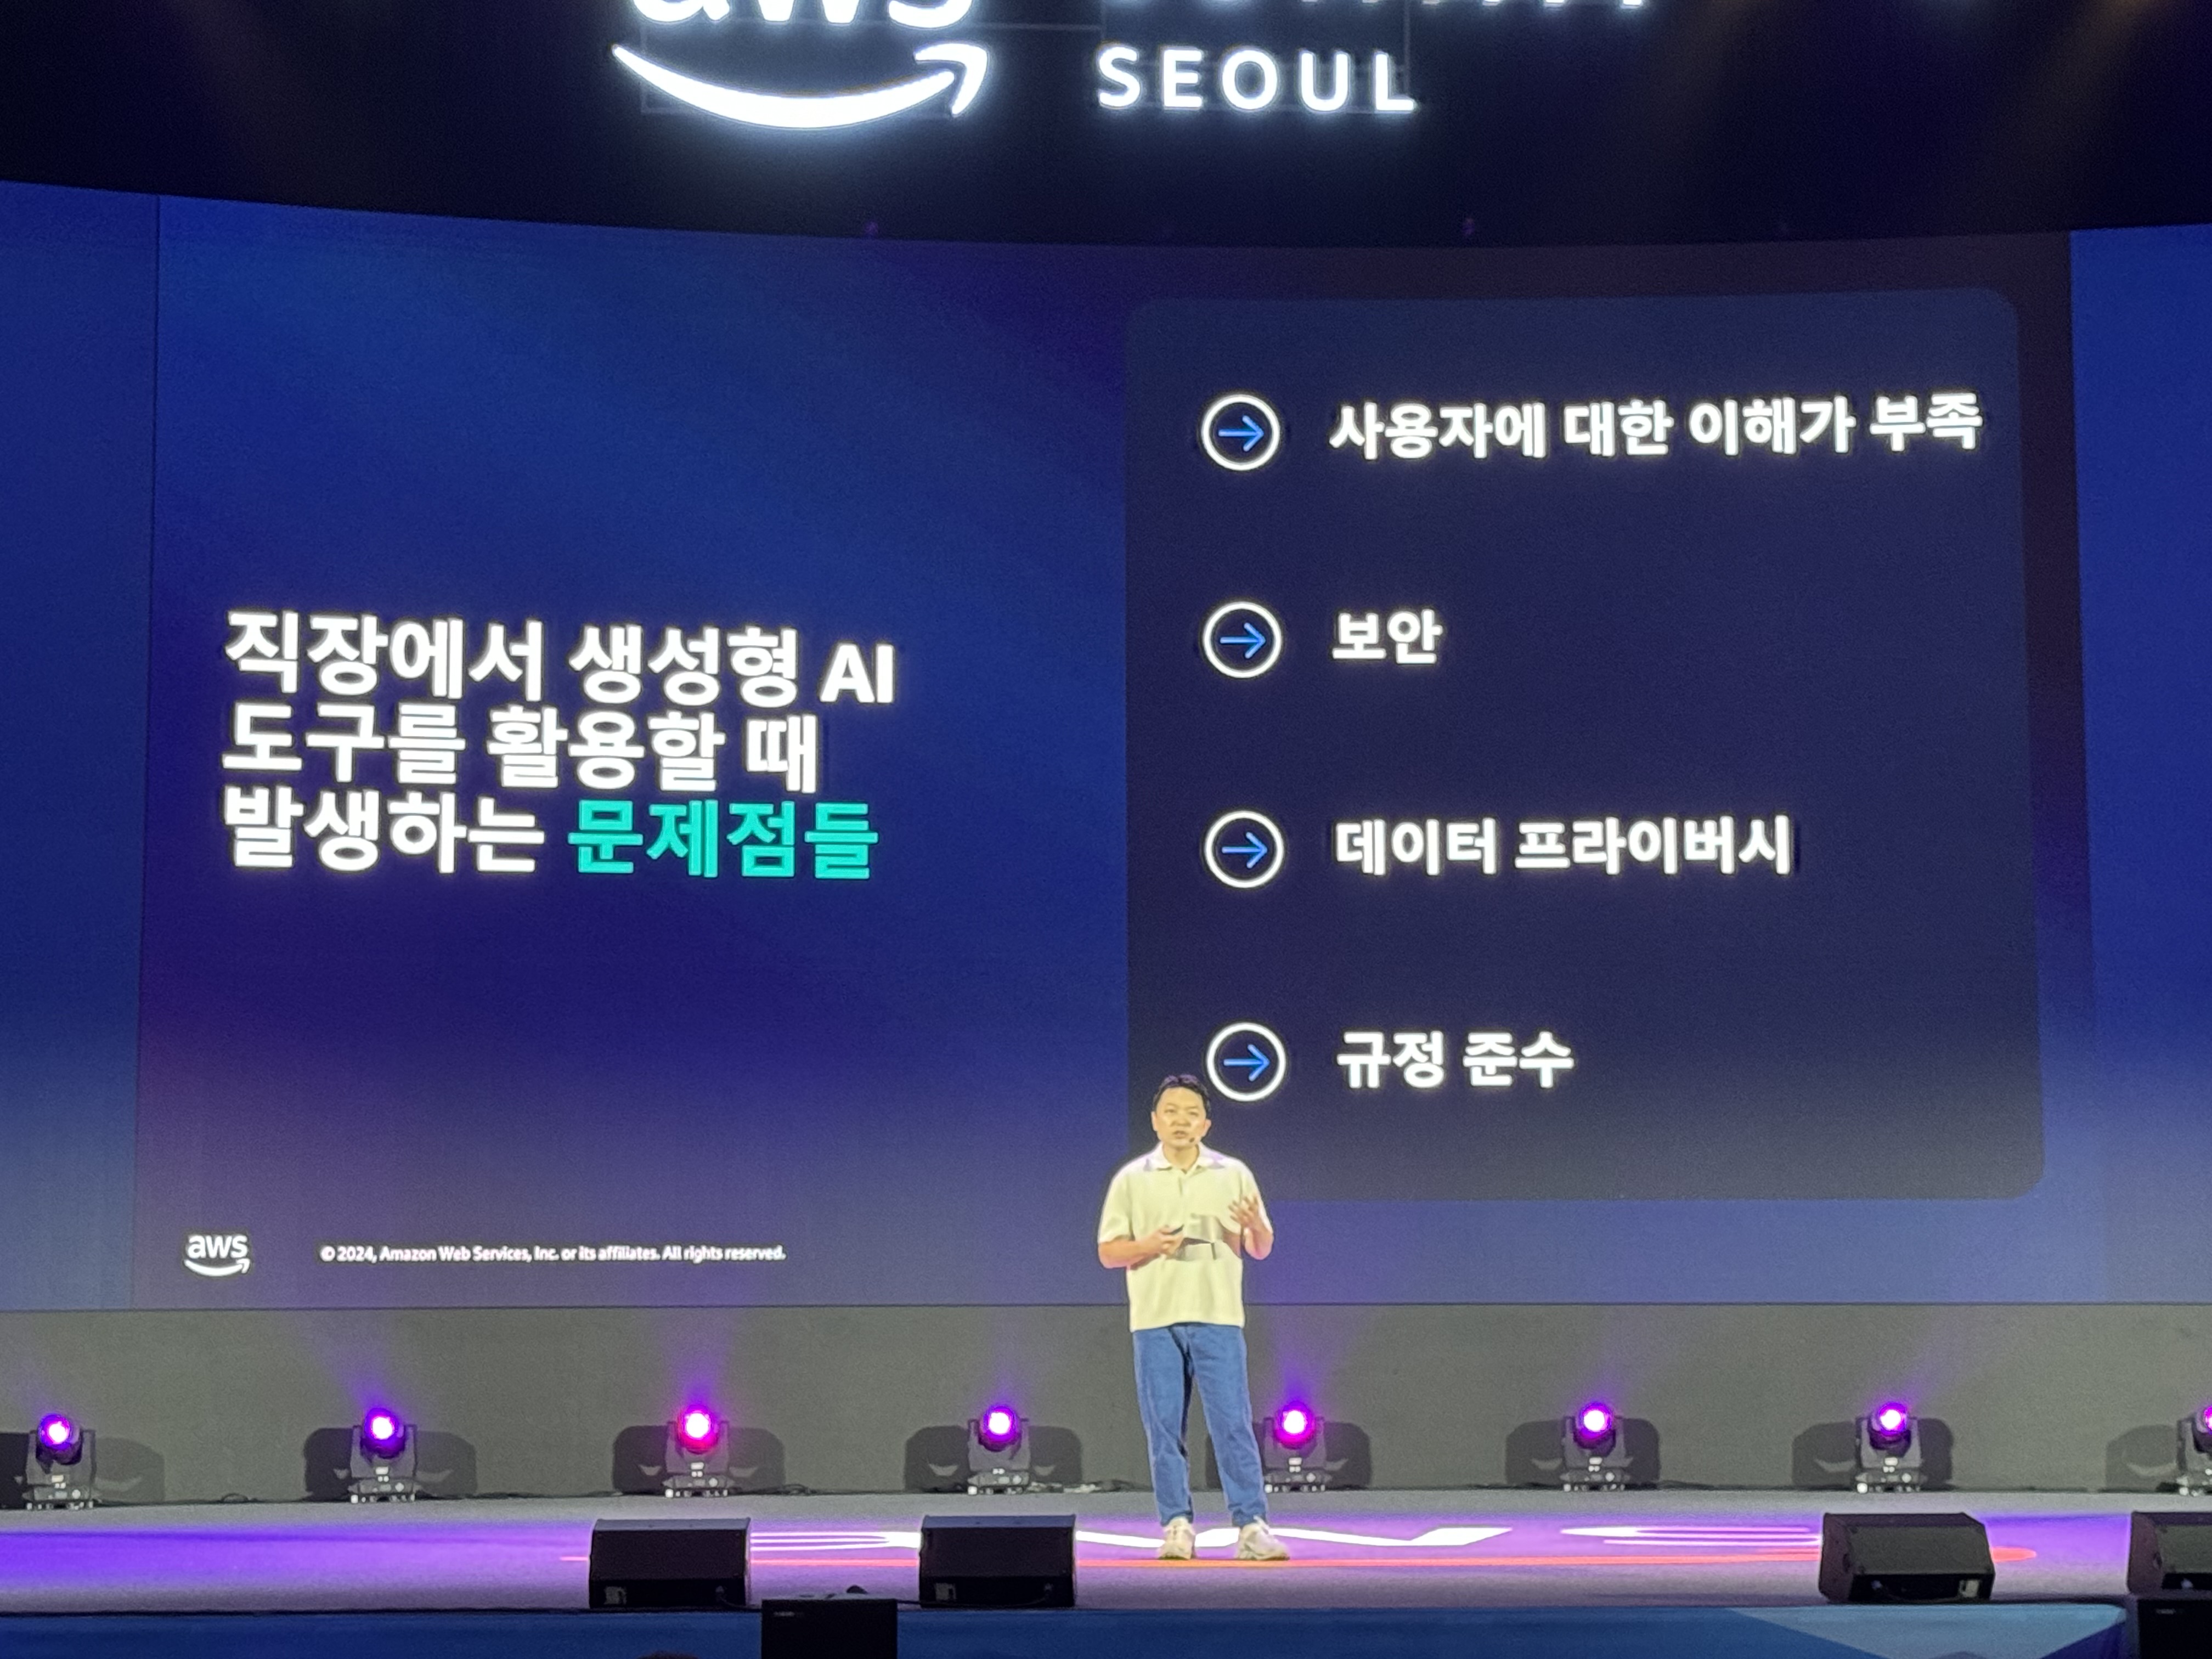 aws
SEOUL
직장에서 생성형 AI
도구를 활용할 때
발생하는 문제점들
사용자에 대한 이해가 부족
보안
데이터 프라이버시
규정 준수
aws
© 2024, Amazon Web Services, Inc. or its affiliates. All rights reserved.